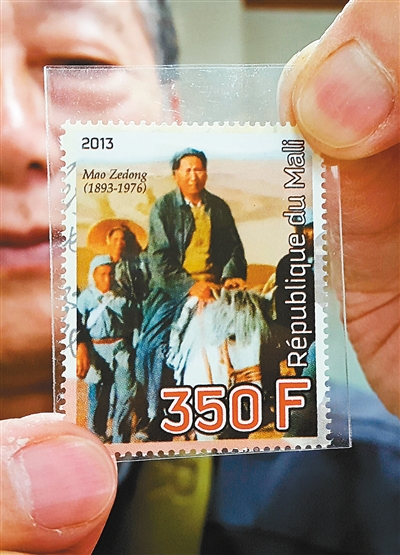 2013
Mao Zedong
(1893-1976)
République du Mali
350 F